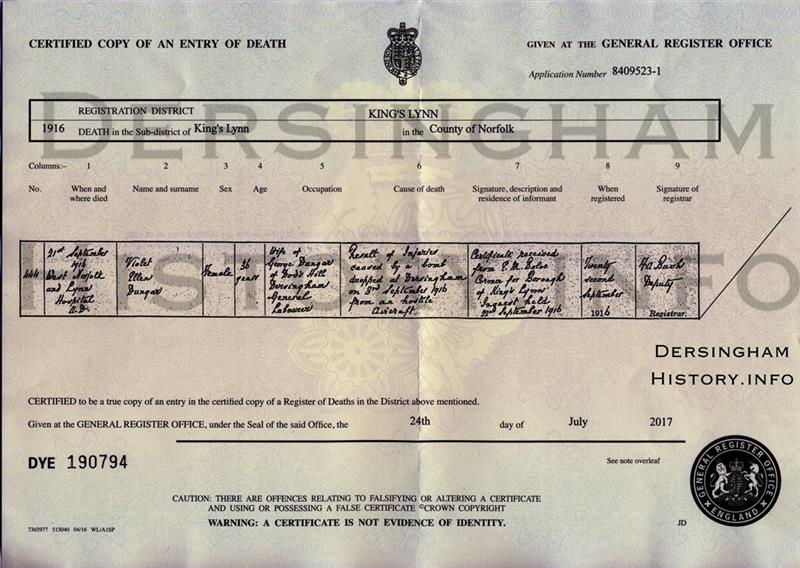 CERTIFIED COPY OF AN ENTRY OF DEATH
GIVEN AT THE GENERAL REGISTER OFFICE
Application Number 8409523-1
DERSINGHAM
REGISTRATION DISTRICT KING'S LYNN
1916 DEATH in the Sub-district of King's Lynn in the County of Norfolk
Columns:– 1 2 3 4 5 6 7 8 9
No. When and where died Name and surname Sex Age Occupation Cause of death Signature, description and residence of informant When registered Signature of registrar
21st September 1916 West Norfolk and Lynn Hospital
Violet Ellen Dungar
Female
36 years
Wife of George Dungar of Dod's Hill Dersingham General Labourer
Result of Injuries caused by a bomb dropped at Dersingham on 3rd September 1916 from an hostile Aircraft
Certificate received from Coroner for Borough of King's Lynn Inquest held 22nd September 1916
Twenty second September 1916
Deputy Registrar.
HISTORY.INFO
DERSINGHAM
HISTORY.INFO
CERTIFIED to be a true copy of an entry in the certified copy of a Register of Deaths in the District above mentioned.
Given at the GENERAL REGISTER OFFICE, under the Seal of the said Office, the 24th day of July 2017
DYE 190794
See note overleaf
GENERAL REGISTER OFFICE
ENGLAND
CAUTION: THERE ARE OFFENCES RELATING TO FALSIFYING OR ALTERING A CERTIFICATE
AND USING OR POSSESSING A FALSE CERTIFICATE ©CROWN COPYRIGHT
WARNING: A CERTIFICATE IS NOT EVIDENCE OF IDENTITY.
7365977 515040 04/16 WL/A1SP
JD